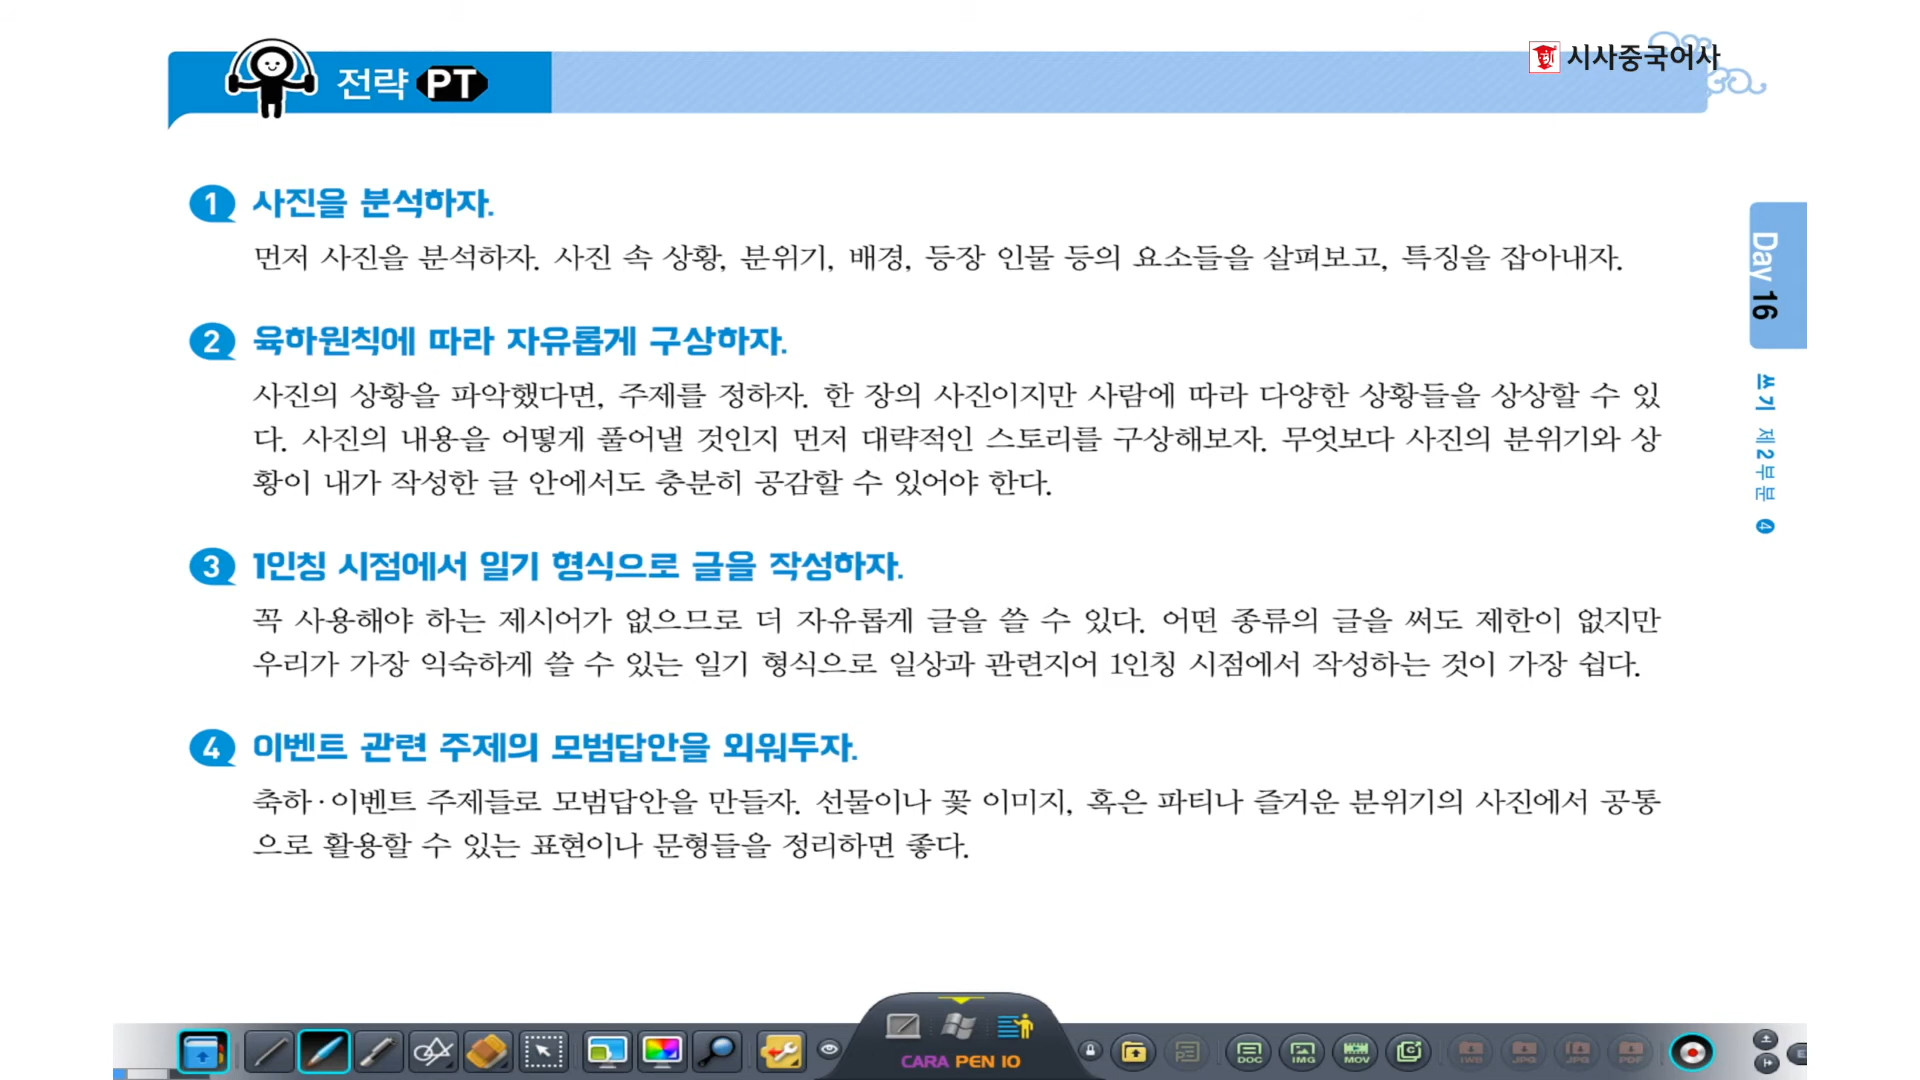 전략 PT
시사중국어사
1 사진을 분석하자.
먼저 사진을 분석하자. 사진 속 상황, 분위기, 배경, 등장 인물 등의 요소들을 살펴보고, 특징을 잡아내자.
2 육하원칙에 따라 자유롭게 구상하자.
사진의 상황을 파악했다면, 주제를 정하자. 한 장의 사진이지만 사람에 따라 다양한 상황들을 상상할 수 있
다. 사진의 내용을 어떻게 풀어낼 것인지 먼저 대략적인 스토리를 구상해보자. 무엇보다 사진의 분위기와 상
황이 내가 작성한 글 안에서도 충분히 공감할 수 있어야 한다.
3 1인칭 시점에서 일기 형식으로 글을 작성하자.
꼭 사용해야 하는 제시어가 없으므로 더 자유롭게 글을 쓸 수 있다. 어떤 종류의 글을 써도 제한이 없지만
우리가 가장 익숙하게 쓸 수 있는 일기 형식으로 일상과 관련지어 1인칭 시점에서 작성하는 것이 가장 쉽다.
4 이벤트 관련 주제의 모범답안을 외워두자.
축하·이벤트 주제들로 모범답안을 만들자. 선물이나 꽃 이미지, 혹은 파티나 즐거운 분위기의 사진에서 공통
으로 활용할 수 있는 표현이나 문형들을 정리하면 좋다.
Day 16
쓰기 제2부분 4
CARA PEN IO
DOC
IMG
MOV
IWB
JPG
JPG
PDF